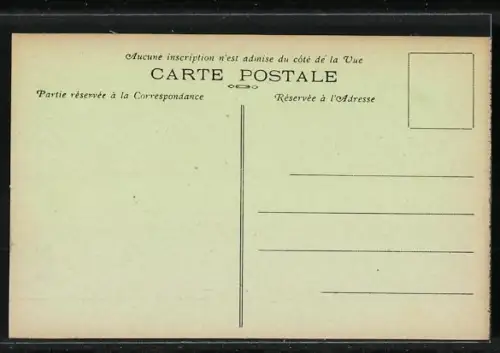 Aucune inscription n'est admise du côté de la Vue
CARTE POSTALE
Partie réservée à la Correspondance
Réservée à l'Adresse